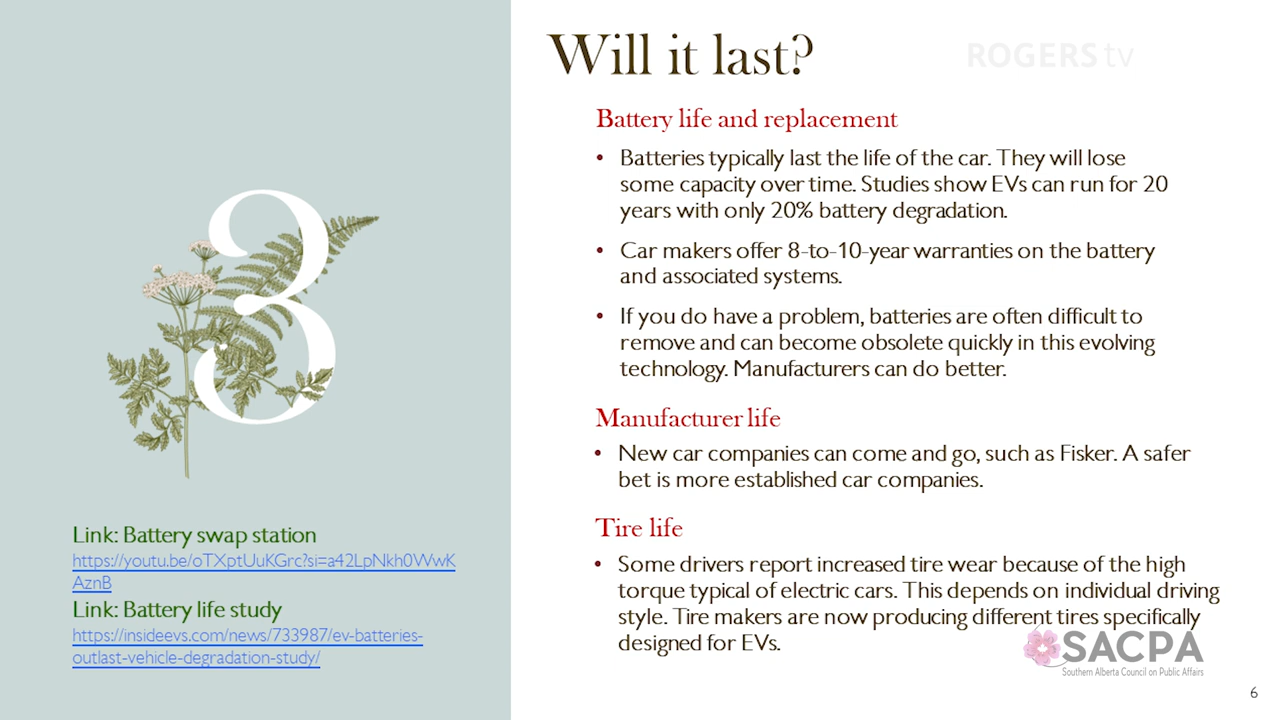 Will it last?
ROGERS tv
Battery life and replacement
• Batteries typically last the life of the car. They will lose
some capacity over time. Studies show EVs can run for 20
years with only 20% battery degradation.
• Car makers offer 8-to-10-year warranties on the battery
and associated systems.
• If you do have a problem, batteries are often difficult to
remove and can become obsolete quickly in this evolving
technology. Manufacturers can do better.
Manufacturer life
• New car companies can come and go, such as Fisker. A safer
bet is more established car companies.
Tire life
• Some drivers report increased tire wear because of the high
torque typical of electric cars. This depends on individual driving
style. Tire makers are now producing different tires specifically
designed for EVs.
3
Link: Battery swap station
https://youtu.be/oTXptUuKGrc?si=a42LpNkh0WwK
AznB
Link: Battery life study
https://insideevs.com/news/733987/ev-batteries-
outlast-vehicle-degradation-study/
SACPA
Southern Alberta Council on Public Affairs
6